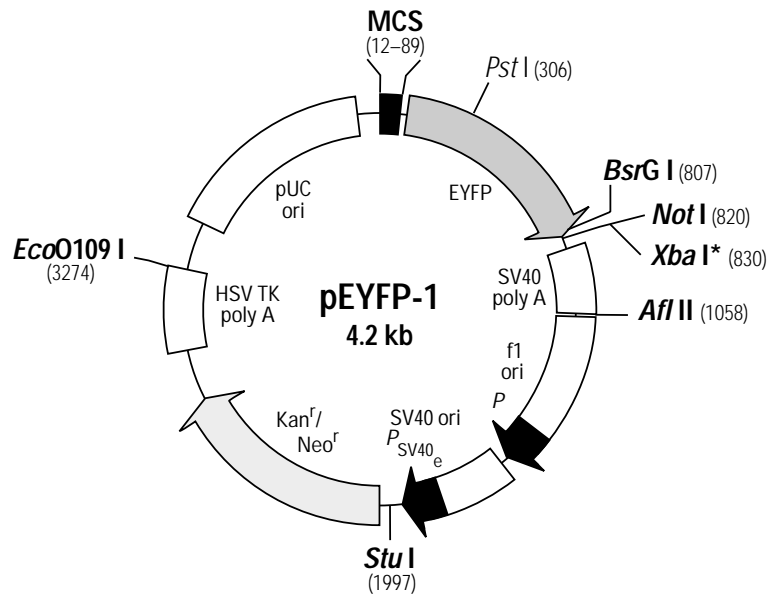 MCS
(12–89)
Pst I (306)
BsrG I (807)
EYFP
Not I (820)
Xba I* (830)
pUC
ori
EcoO109 I
(3274)
SV40
poly A
HSV TK
poly A
pEYFP-1
4.2 kb
Afl II (1058)
f1
ori
P
SV40 ori
P SV40 e
Kanʳ/
Neoʳ
Stu I
(1997)